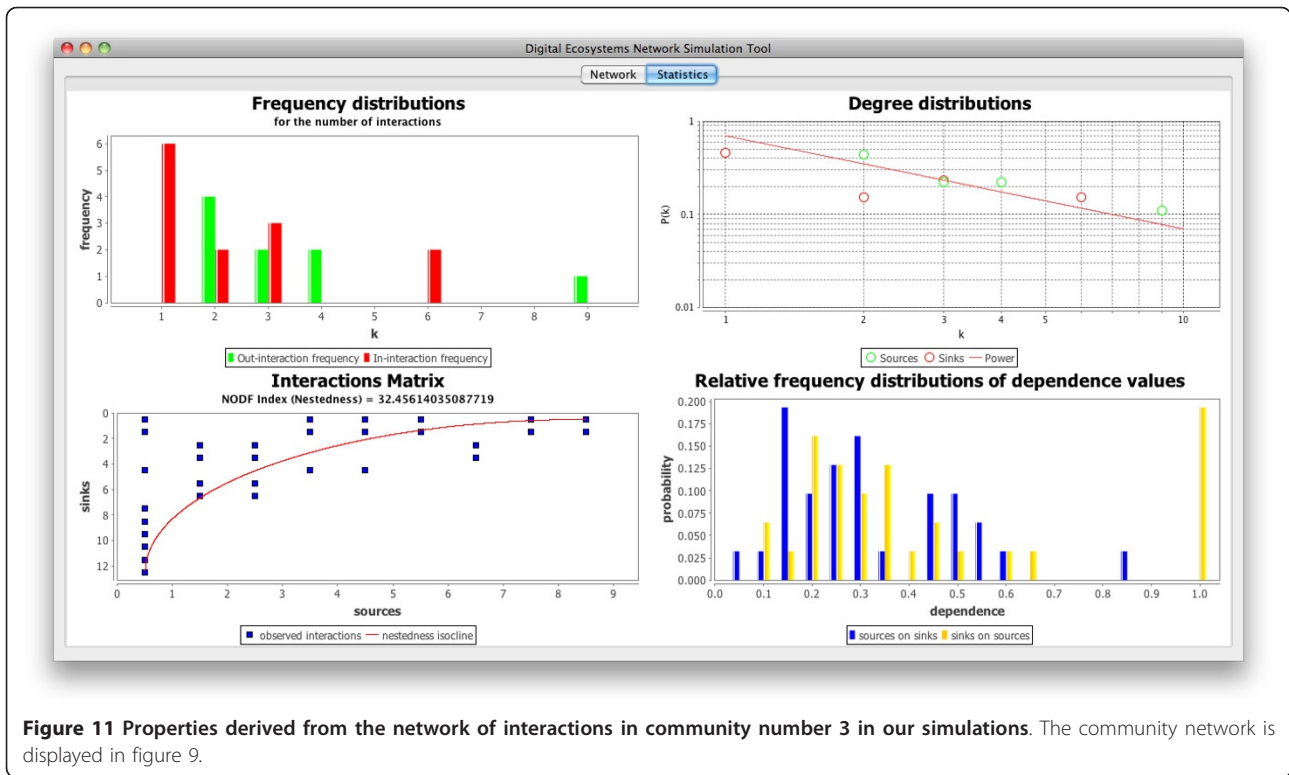 Digital Ecosystems Network Simulation Tool
Network Statistics
Frequency distributions
for the number of interactions
frequency
6
5
4
3
2
1
0
1 2 3 4 5 6 7 8 9
k
Out-interaction frequency In-interaction frequency
Degree distributions
P(k)
1
0.1
0.01
1 2 3 4 5 10
k
Sources Sinks Power
Interactions Matrix
NODF Index (Nestedness) = 32.45614035087719
sinks
0
2
4
6
8
10
12
0 1 2 3 4 5 6 7 8 9
sources
observed interactions nestedness isocline
Relative frequency distributions of dependence values
probability
0.200
0.175
0.150
0.125
0.100
0.075
0.050
0.025
0.000
0.0 0.1 0.2 0.3 0.4 0.5 0.6 0.7 0.8 0.9 1.0
dependence
sources on sinks sinks on sources
Figure 11 Properties derived from the network of interactions in community number 3 in our simulations. The community network is
displayed in figure 9.